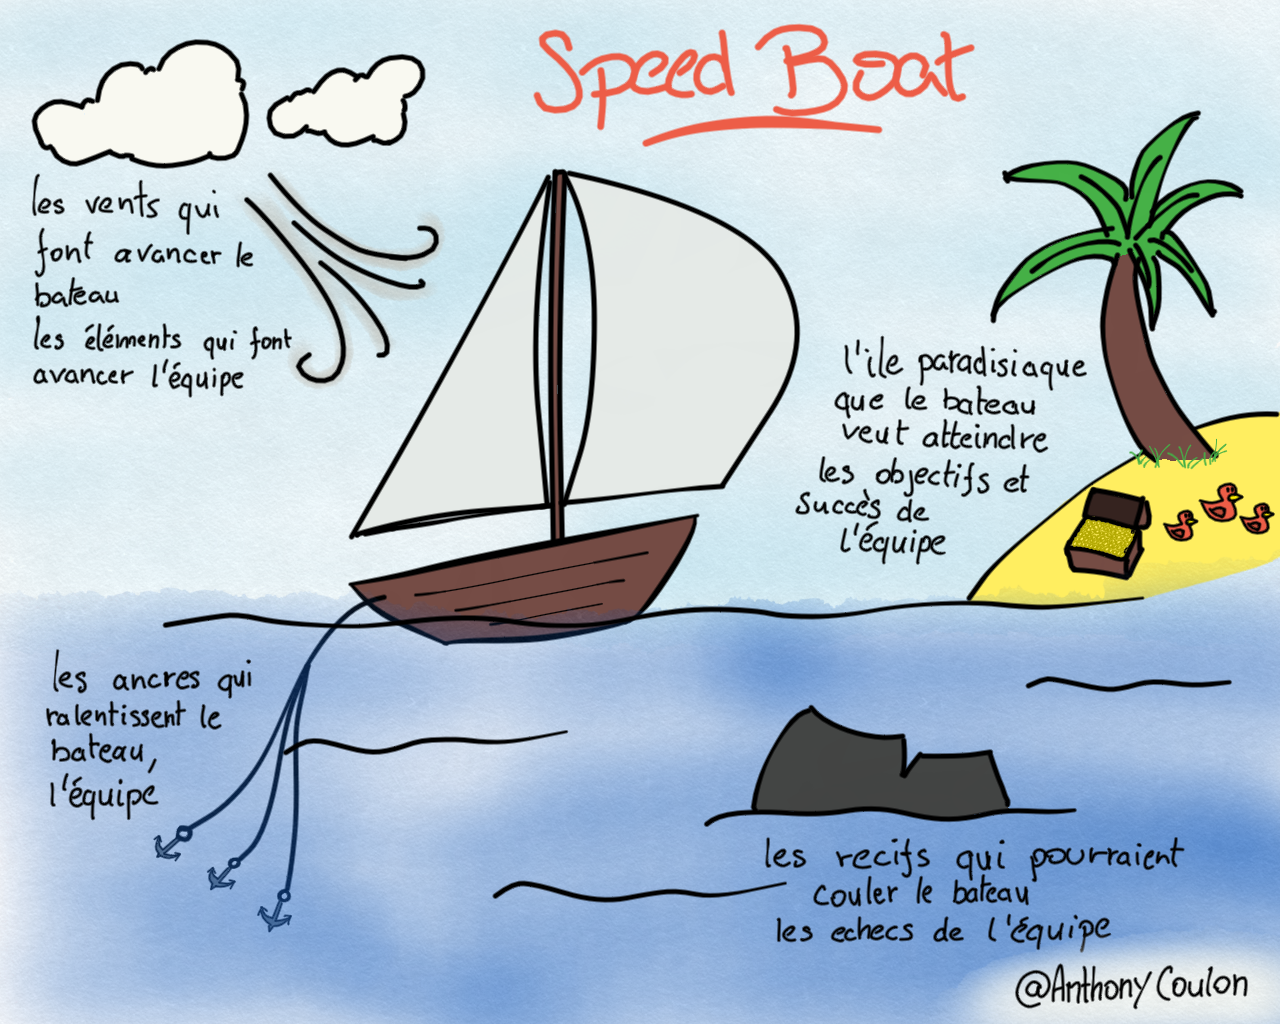 Speed Boat
les vents qui
font avancer le
bateau
les éléments qui font
avancer l'équipe
l'ile paradisiaque
que le bateau
veut atteindre
les objectifs et
succès de
l'équipe
les ancres qui
ralentissent le
bateau,
l'équipe
les recifs qui pourraient
couler le bateau
les echecs de l'équipe
@Anthony Coulon